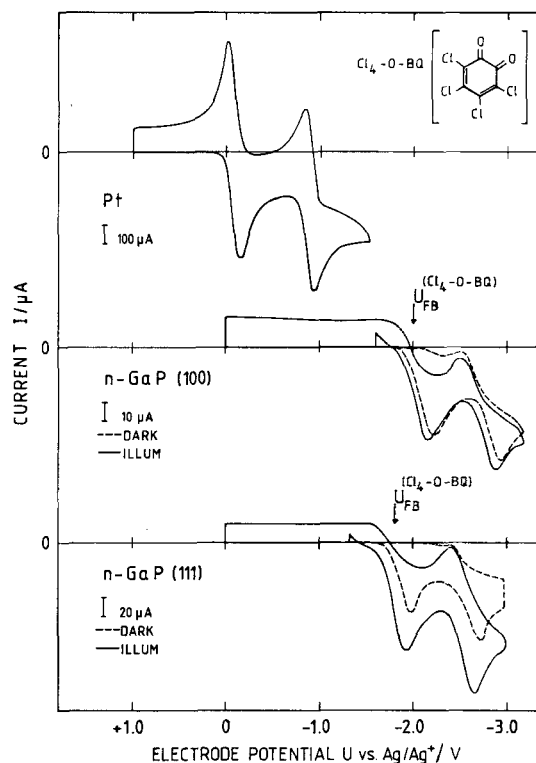 Cl₄-O-BQ
O
O
Cl
Cl
Cl
Cl
0
Pt
100 µA
U_FB^(Cl₄-O-BQ)
0
n-GaP (100)
10 µA
---DARK
— ILLUM
U_FB^(Cl₄-O-BQ)
0
n-GaP (111)
20 µA
---DARK
— ILLUM
CURRENT I/µA
+1.0
0
-1.0
-2.0
-3.0
ELECTRODE POTENTIAL U vs. Ag/Ag⁺/ V